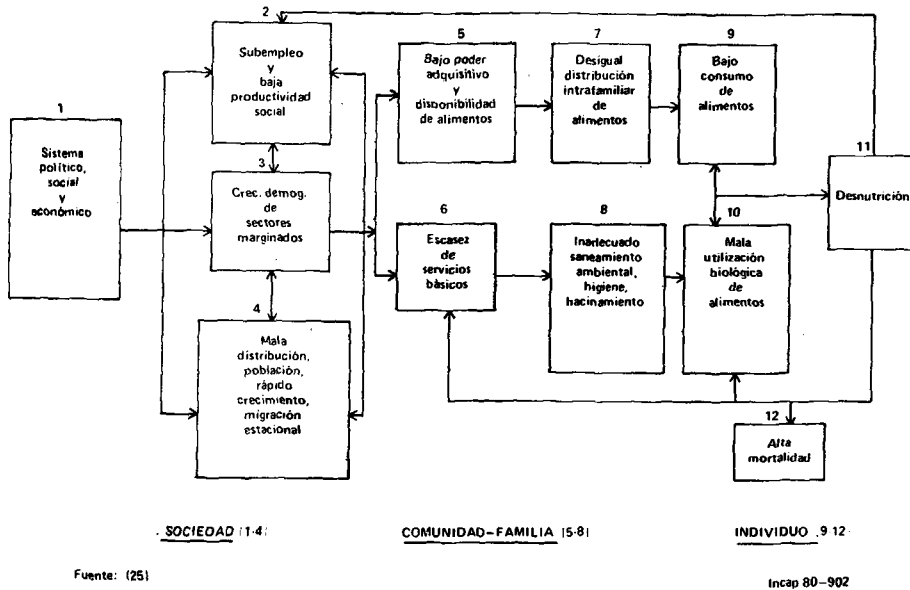 1
Sistema
político,
social
y
económico
2
Subempleo
y
baja
productividad
social
3
Crec. demog.
de
sectores
marginados
4
Mala
distribución,
población,
rápido
crecimiento,
migración
estacional
5
Bajo poder
adquisitivo
y
disponibilidad
de alimentos
6
Escasez
de
servicios
básicos
7
Desigual
distribución
intrafamiliar
de
alimentos
8
Inadecuado
saneamiento
ambiental,
higiene,
hacinamiento
9
Bajo
consumo
de
alimentos
10
Mala
utilización
biológica
de
alimentos
11
Desnutrición
12
Alta
mortalidad
SOCIEDAD (1-4)
COMUNIDAD-FAMILIA (5-8)
INDIVIDUO 9-12
Fuente: (25)
Incap 80-902